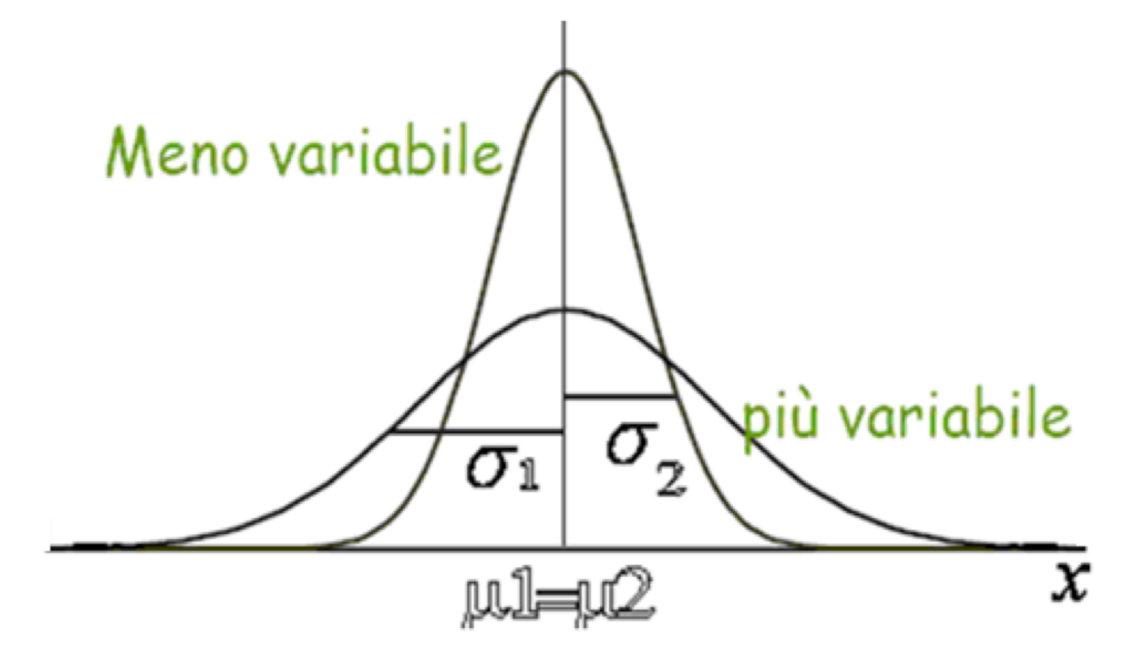 Meno variabile
più variabile
σ1
σ2
x
μ1=μ2